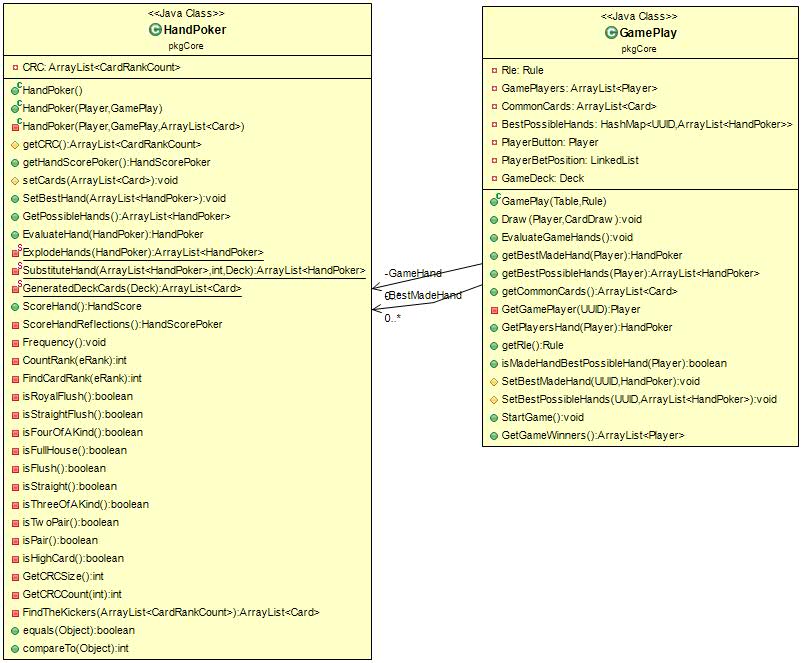 <<Java Class>>
HandPoker
pkgCore
CRC: ArrayList<CardRankCount>
HandPoker()
HandPoker(Player,GamePlay)
HandPoker(Player,GamePlay,ArrayList<Card>)
getCRC():ArrayList<CardRankCount>
getHandScorePoker():HandScorePoker
setCards(ArrayList<Card>):void
SetBestHand(ArrayList<HandPoker>):void
GetPossibleHands():ArrayList<HandPoker>
EvaluateHand(HandPoker):HandPoker
ExplodeHands(HandPoker):ArrayList<HandPoker>
SubstituteHand(ArrayList<HandPoker>,int,Deck):ArrayList<HandPoker>
GeneratedDeckCards(Deck):ArrayList<Card>
ScoreHand():HandScore
ScoreHandReflections():HandScorePoker
Frequency():void
CountRank(eRank):int
FindCardRank(eRank):int
isRoyalFlush():boolean
isStraightFlush():boolean
isFourOfAKind():boolean
isFullHouse():boolean
isFlush():boolean
isStraight():boolean
isThreeOfAKind():boolean
isTwoPair():boolean
isPair():boolean
isHighCard():boolean
GetCRCSize():int
GetCRCCount(int):int
FindTheKickers(ArrayList<CardRankCount>):ArrayList<Card>
equals(Object):boolean
compareTo(Object):int
-GameHand
-BestMadeHand
0..*
<<Java Class>>
GamePlay
pkgCore
Rle: Rule
GamePlayers: ArrayList<Player>
CommonCards: ArrayList<Card>
BestPossibleHands: HashMap<UUID,ArrayList<HandPoker>>
PlayerButton: Player
PlayerBetPosition: LinkedList
GameDeck: Deck
GamePlay(Table,Rule)
Draw(Player,CardDraw):void
EvaluateGameHands():void
getBestMadeHand(Player):HandPoker
getBestPossibleHands(Player):ArrayList<HandPoker>
getCommonCards():ArrayList<Card>
GetGamePlayer(UUID):Player
GetPlayersHand(Player):HandPoker
getRle():Rule
isMadeHandBestPossibleHand(Player):boolean
SetBestMadeHand(UUID,HandPoker):void
SetBestPossibleHands(UUID,ArrayList<HandPoker>):void
StartGame():void
GetGameWinners():ArrayList<Player>